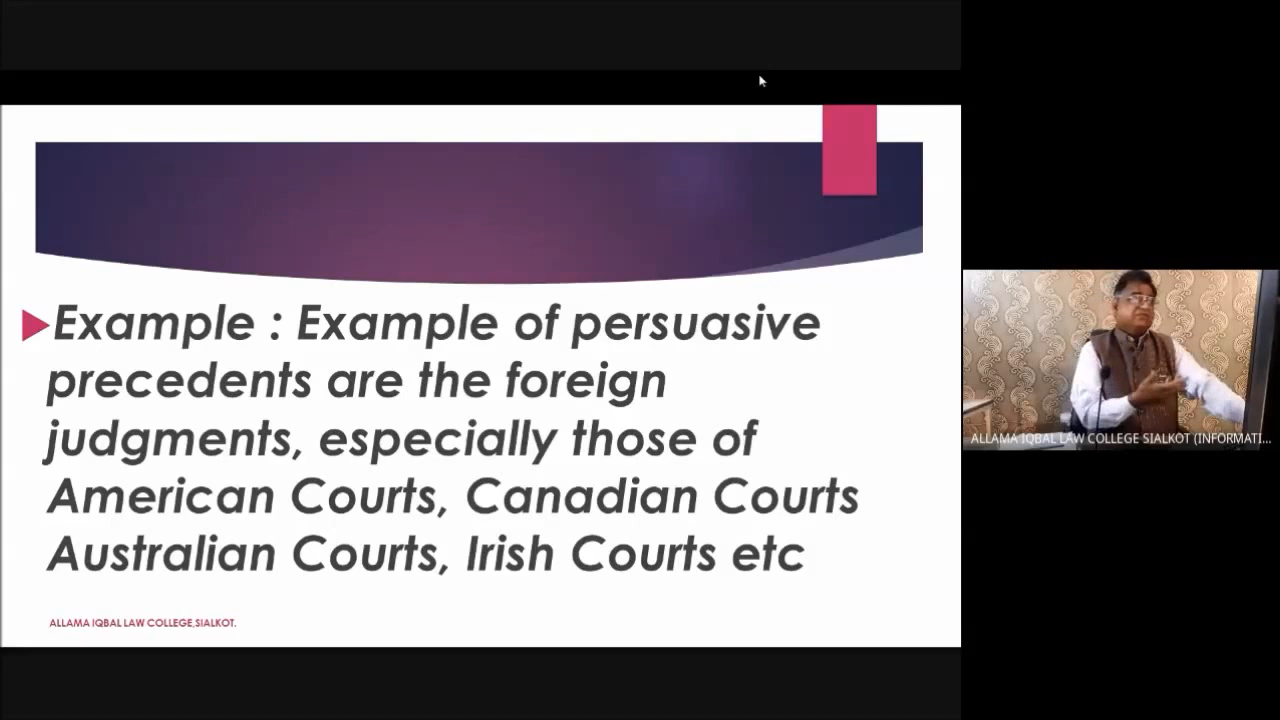 Example : Example of persuasive
precedents are the foreign
judgments, especially those of
American Courts, Canadian Courts
Australian Courts, Irish Courts etc
ALLAMA IQBAL LAW COLLEGE,SIALKOT.
ALLAMA IQBAL LAW COLLEGE SIALKOT (INFORMATI...